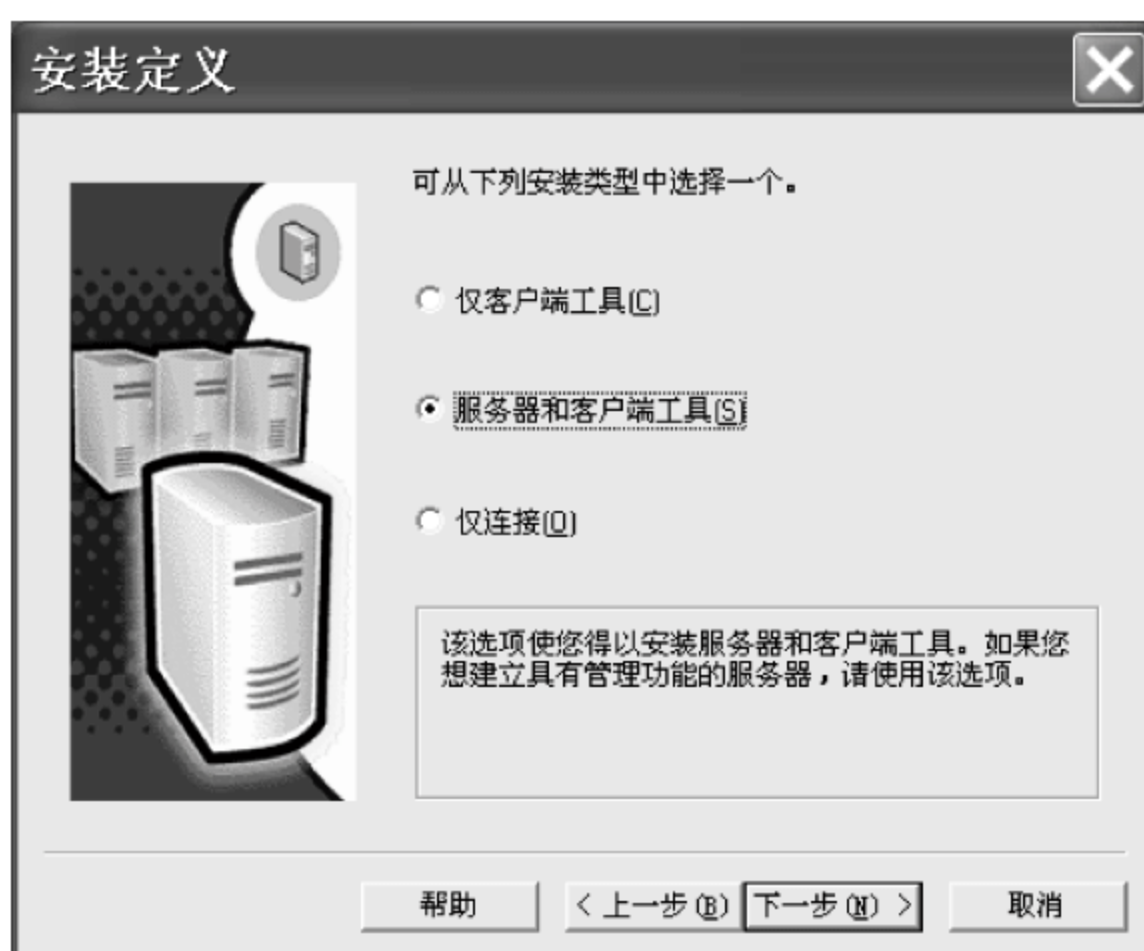 安装定义
可从下列安装类型中选择一个。
仅客户端工具(C)
服务器和客户端工具(S)
仅连接(O)
该选项使您得以安装服务器和客户端工具。如果您
想建立具有管理功能的服务器，请使用该选项。
帮助 < 上一步(B) 下一步(N) > 取消